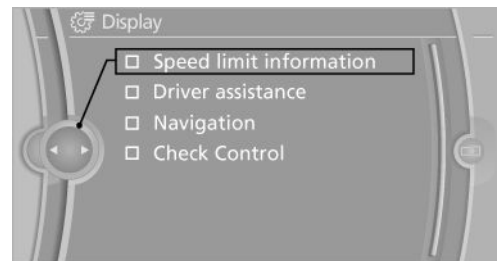 Display
Speed limit information
Driver assistance
Navigation
Check Control